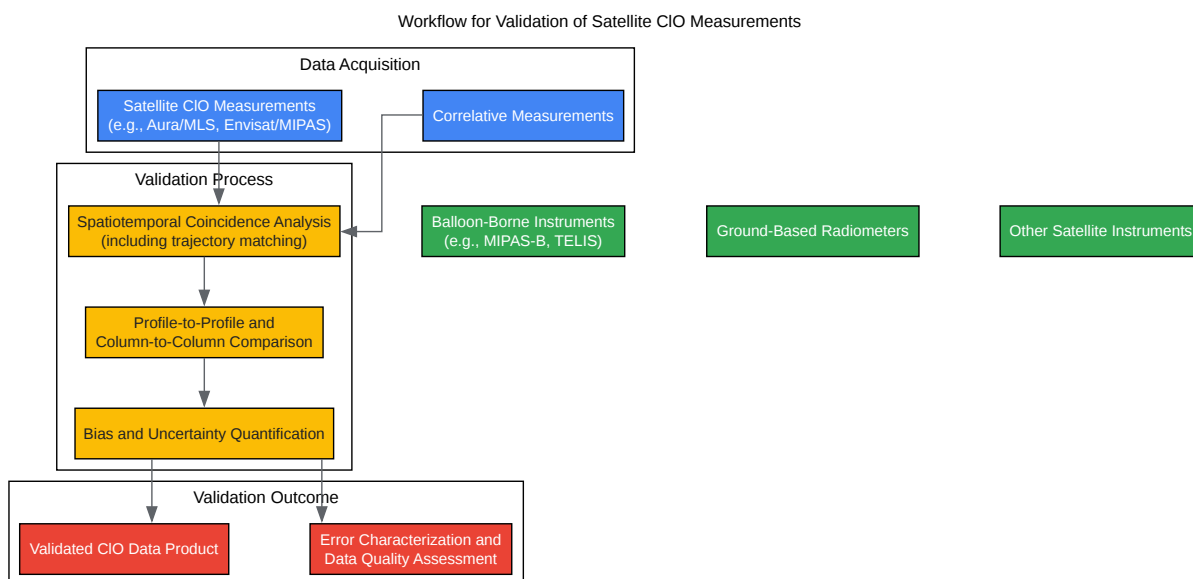 Workflow for Validation of Satellite ClO Measurements
Data Acquisition
Satellite ClO Measurements
(e.g., Aura/MLS, Envisat/MIPAS)
Correlative Measurements
Validation Process
Spatiotemporal Coincidence Analysis
(including trajectory matching)
Balloon-Borne Instruments
(e.g., MIPAS-B, TELIS)
Ground-Based Radiometers
Other Satellite Instruments
Profile-to-Profile and
Column-to-Column Comparison
Bias and Uncertainty Quantification
Validation Outcome
Validated ClO Data Product
Error Characterization and
Data Quality Assessment